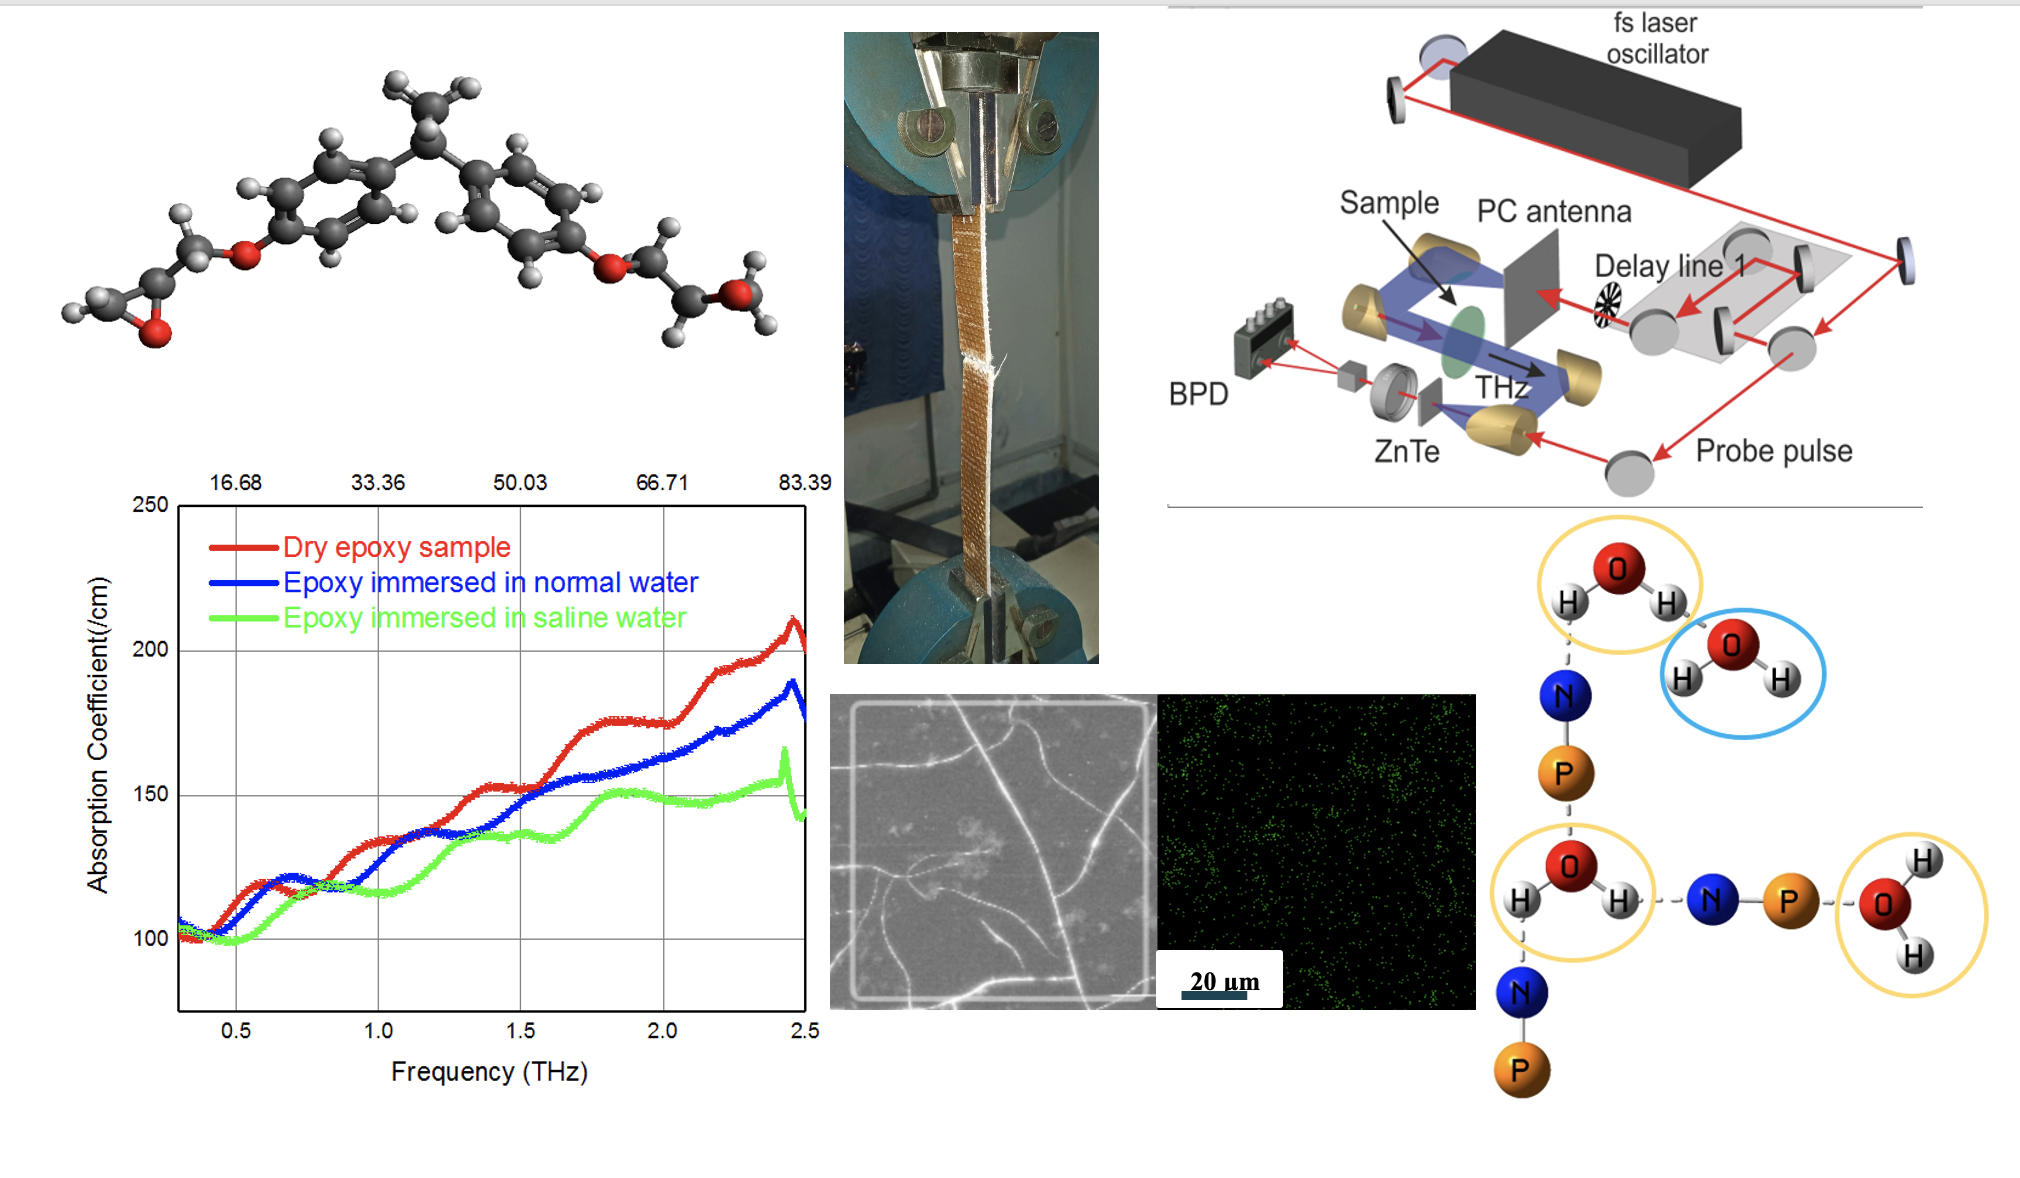 fs laser
oscillator
Sample
PC antenna
Delay line 1
BPD
THz
ZnTe
Probe pulse
16.68
33.36
50.03
66.71
83.39
250
200
150
100
Dry epoxy sample
Epoxy immersed in normal water
Epoxy immersed in saline water
Absorption Coefficient(/cm)
0.5
1.0
1.5
2.0
2.5
Frequency (THz)
20 μm
O
H
H
O
H
H
N
P
O
H
H
N
P
O
H
H
N
P